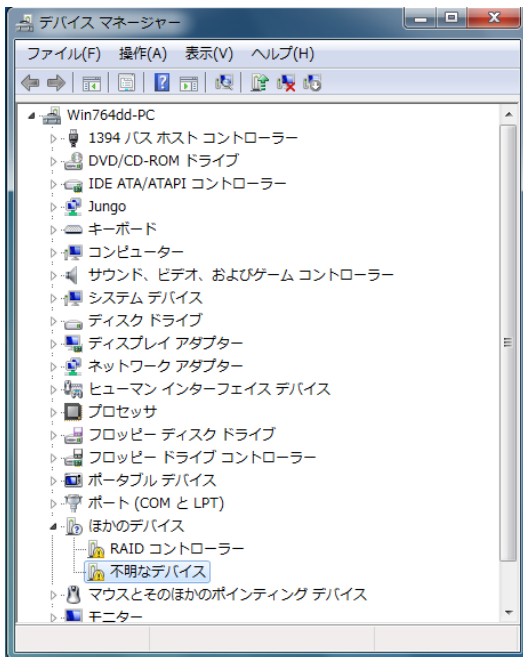 デバイス マネージャー
ファイル(F) 操作(A) 表示(V) ヘルプ(H)
Win764dd-PC
1394 バス ホスト コントローラー
DVD/CD-ROM ドライブ
IDE ATA/ATAPI コントローラー
Jungo
キーボード
コンピューター
サウンド、ビデオ、およびゲーム コントローラー
システム デバイス
ディスク ドライブ
ディスプレイ アダプター
ネットワーク アダプター
ヒューマン インターフェイス デバイス
プロセッサ
フロッピー ディスク ドライブ
フロッピー ドライブ コントローラー
ポータブル デバイス
ポート (COM と LPT)
ほかのデバイス
RAID コントローラー
不明なデバイス
マウスとそのほかのポインティング デバイス
モニター